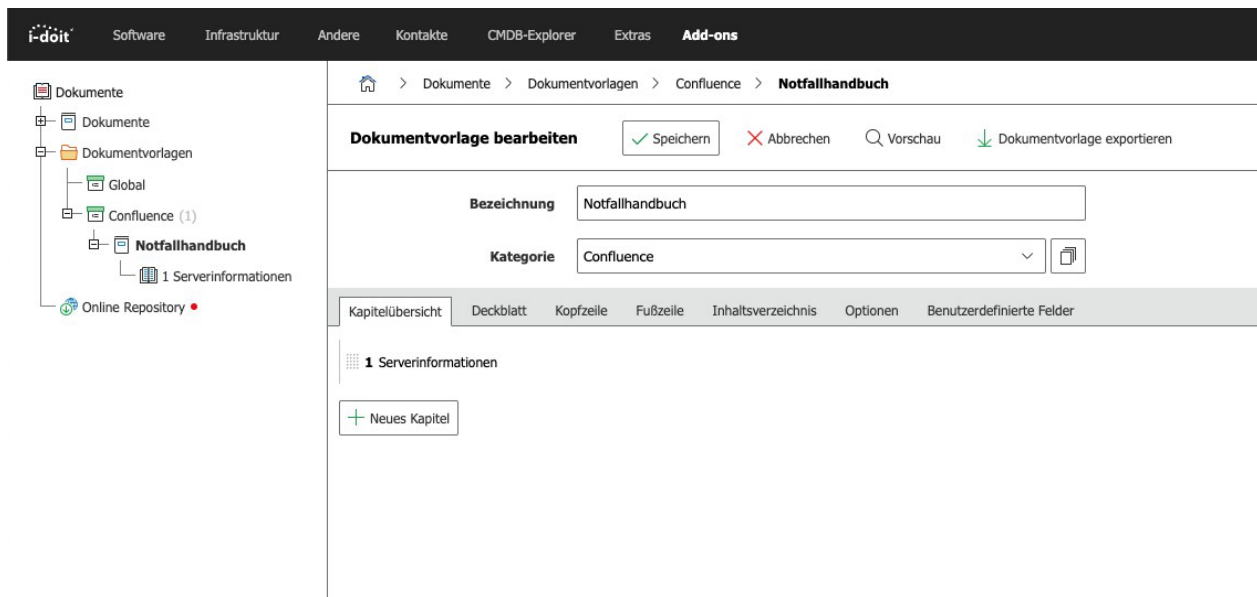 i-doit Software Infrastruktur Andere Kontakte CMDB-Explorer Extras Add-ons
Dokumente
Dokumente
Dokumentvorlagen
Global
Confluence (1)
Notfallhandbuch
1 Serverinformationen
Online Repository
> Dokumente > Dokumentvorlagen > Confluence > Notfallhandbuch
Dokumentvorlage bearbeiten Speichern Abbrechen Vorschau Dokumentvorlage exportieren
Bezeichnung Notfallhandbuch
Kategorie Confluence
Kapitelübersicht Deckblatt Kopfzeile Fußzeile Inhaltsverzeichnis Optionen Benutzerdefinierte Felder
1 Serverinformationen
Neues Kapitel